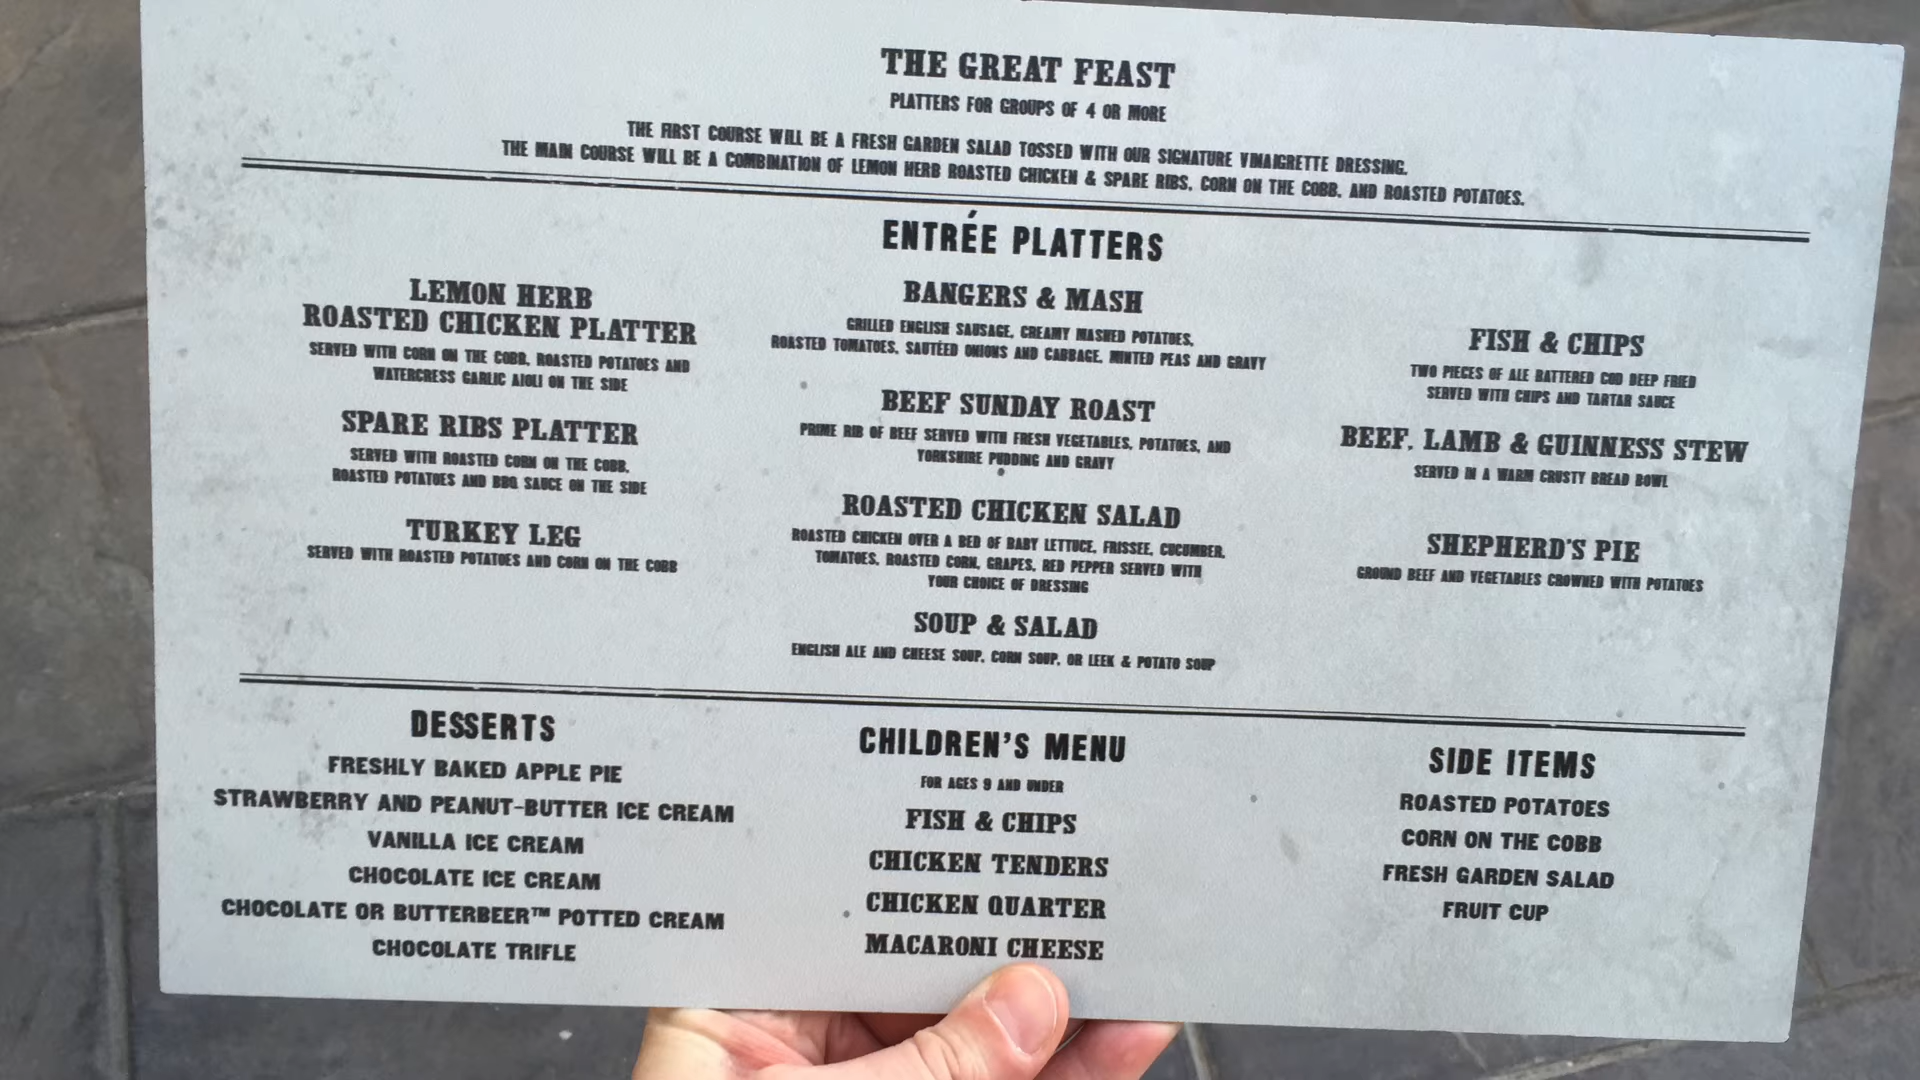 THE GREAT FEAST
PLATTERS FOR GROUPS OF 4 OR MORE
THE FIRST COURSE WILL BE A FRESH GARDEN SALAD TOSSED WITH OUR SIGNATURE VINAIGRETTE DRESSING.
THE MAIN COURSE WILL BE A COMBINATION OF LEMON HERB ROASTED CHICKEN & SPARE RIBS, CORN ON THE COBB, AND ROASTED POTATOES.
ENTRÉE PLATTERS
LEMON HERB
ROASTED CHICKEN PLATTER
SERVED WITH CORN ON THE COBB, ROASTED POTATOES AND
WATERCRESS GARLIC AIOLI ON THE SIDE
SPARE RIBS PLATTER
SERVED WITH ROASTED CORN ON THE COBB,
ROASTED POTATOES AND BBQ SAUCE ON THE SIDE
TURKEY LEG
SERVED WITH ROASTED POTATOES AND CORN ON THE COBB
BANGERS & MASH
GRILLED ENGLISH SAUSAGE, CREAMY MASHED POTATOES,
ROASTED TOMATOES, SAUTÉED ONIONS AND CABBAGE, MINTED PEAS AND GRAVY
BEEF SUNDAY ROAST
PRIME RIB OF BEEF SERVED WITH FRESH VEGETABLES, POTATOES, AND
YORKSHIRE PUDDING AND GRAVY
ROASTED CHICKEN SALAD
ROASTED CHICKEN OVER A BED OF BABY LETTUCE, FRISSEE, CUCUMBER,
TOMATOES, ROASTED CORN, GRAPES, RED PEPPER SERVED WITH
YOUR CHOICE OF DRESSING
SOUP & SALAD
ENGLISH ALE AND CHEESE SOUP, CORN SOUP, OR LEEK & POTATO SOUP
FISH & CHIPS
TWO PIECES OF ALE BATTERED COD DEEP FRIED
SERVED WITH CHIPS AND TARTAR SAUCE
BEEF, LAMB & GUINNESS STEW
SERVED IN A WARM CRUSTY BREAD BOWL
SHEPHERD'S PIE
GROUND BEEF AND VEGETABLES CROWNED WITH POTATOES
DESSERTS
FRESHLY BAKED APPLE PIE
STRAWBERRY AND PEANUT-BUTTER ICE CREAM
VANILLA ICE CREAM
CHOCOLATE ICE CREAM
CHOCOLATE OR BUTTERBEER™ POTTED CREAM
CHOCOLATE TRIFLE
CHILDREN'S MENU
FOR AGES 9 AND UNDER
FISH & CHIPS
CHICKEN TENDERS
CHICKEN QUARTER
MACARONI CHEESE
SIDE ITEMS
ROASTED POTATOES
CORN ON THE COBB
FRESH GARDEN SALAD
FRUIT CUP